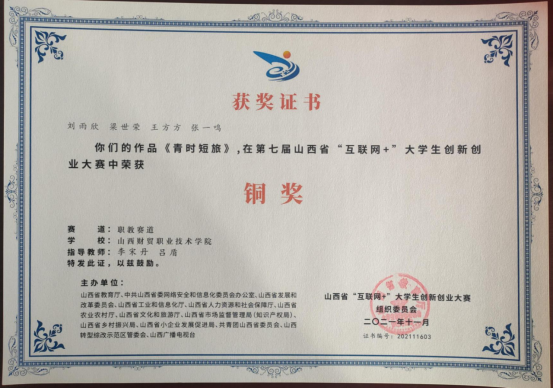 获奖证书
刘雨欣 梁世荣 王方方 张一鸣
你们的作品《青时短旅》,在第七届山西省“互联网+”大学生创新创
业大赛中荣获
铜奖
赛 道：职教赛道
学 校：山西财贸职业技术学院
指导教师：李宋丹 吕盾
特发此证，以兹鼓励。
主办单位：
山西省教育厅、中共山西省委网络安全和信息化委员会办公室、山西省发展和
改革委员会、山西省工业和信息化厅、山西省人力资源和社会保障厅、山西省
农业农村厅、山西省文化和旅游厅、山西省市场监督管理局（知识产权局）、
山西省乡村振兴局、山西省小企业发展促进局、共青团山西省委员会、山西
转型综改示范区管委会、山西广播电视台
山西省“互联网+”大学生创新创业大赛
组织委员会
二〇二一年十一月
证书编号：202111603